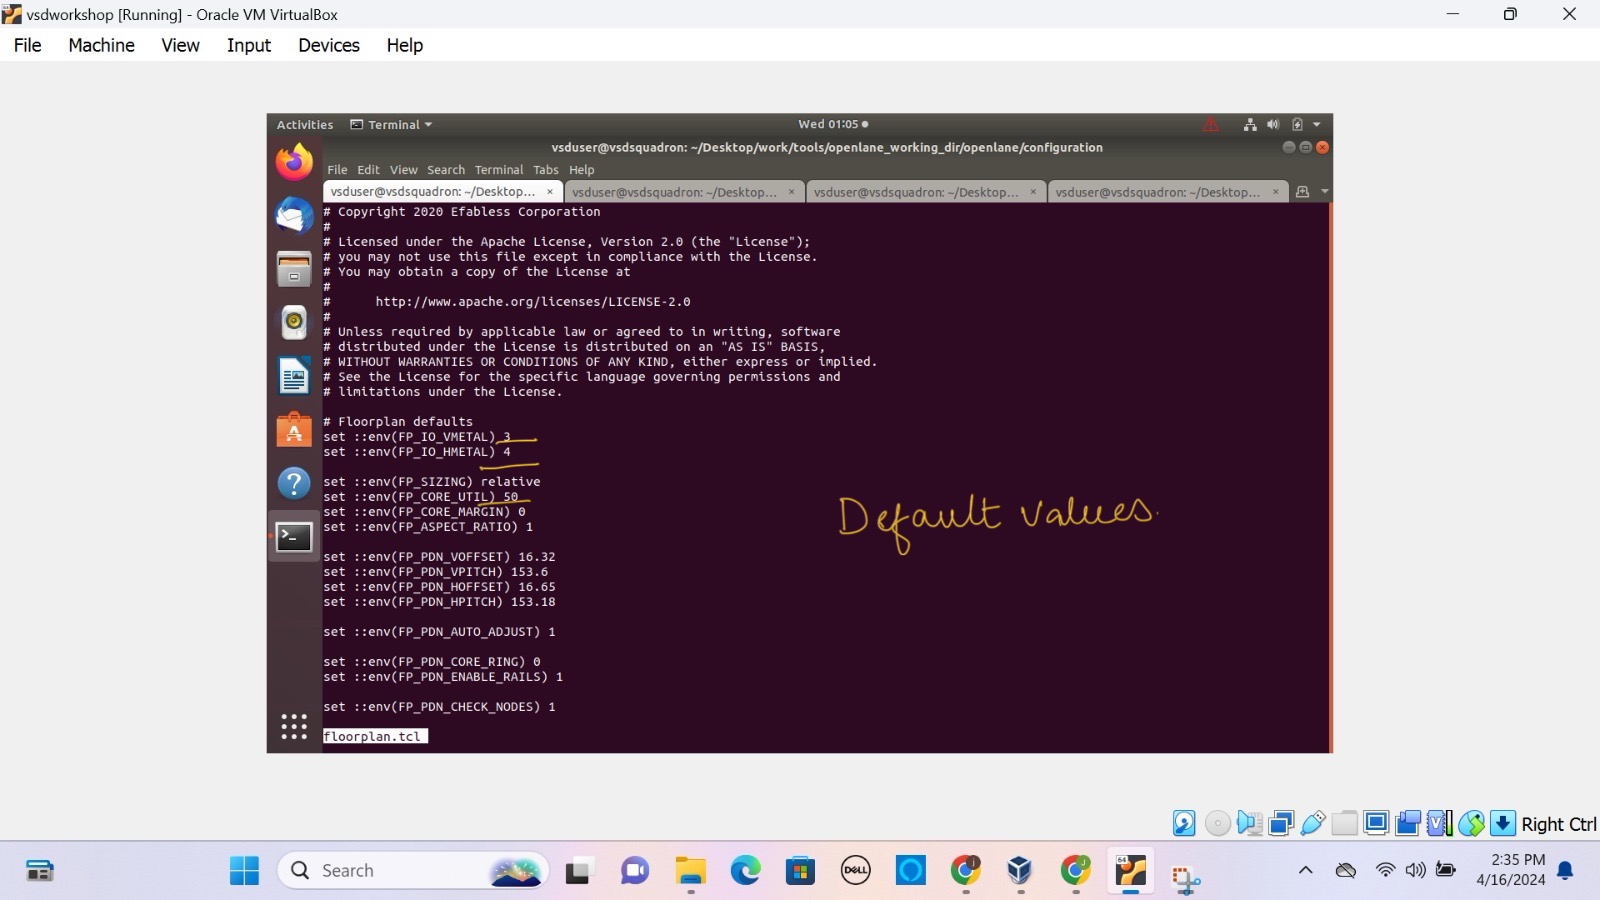 vsdworkshop [Running] - Oracle VM VirtualBox
File Machine View Input Devices Help
Activities Terminal Wed 01:05
vsduser@vsdsquadron: ~/Desktop/work/tools/openlane_working_dir/openlane/configuration
File Edit View Search Terminal Tabs Help
vsduser@vsdsquadron: ~/Desktop... × vsduser@vsdsquadron: ~/Desktop... × vsduser@vsdsquadron: ~/Desktop... × vsduser@vsdsquadron: ~/Desktop... ×
# Copyright 2020 Efabless Corporation
#
# Licensed under the Apache License, Version 2.0 (the "License");
# you may not use this file except in compliance with the License.
# You may obtain a copy of the License at
#
#      http://www.apache.org/licenses/LICENSE-2.0
#
# Unless required by applicable law or agreed to in writing, software
# distributed under the License is distributed on an "AS IS" BASIS,
# WITHOUT WARRANTIES OR CONDITIONS OF ANY KIND, either express or implied.
# See the License for the specific language governing permissions and
# limitations under the License.
# Floorplan defaults
set ::env(FP_IO_VMETAL) 3
set ::env(FP_IO_HMETAL) 4
set ::env(FP_SIZING) relative
set ::env(FP_CORE_UTIL) 50
set ::env(FP_CORE_MARGIN) 0
set ::env(FP_ASPECT_RATIO) 1
Default values.
set ::env(FP_PDN_VOFFSET) 16.32
set ::env(FP_PDN_VPITCH) 153.6
set ::env(FP_PDN_HOFFSET) 16.65
set ::env(FP_PDN_HPITCH) 153.18
set ::env(FP_PDN_AUTO_ADJUST) 1
set ::env(FP_PDN_CORE_RING) 0
set ::env(FP_PDN_ENABLE_RAILS) 1
set ::env(FP_PDN_CHECK_NODES) 1
floorplan.tcl
Right Ctrl
Search
DELL
64
2:35 PM
4/16/2024